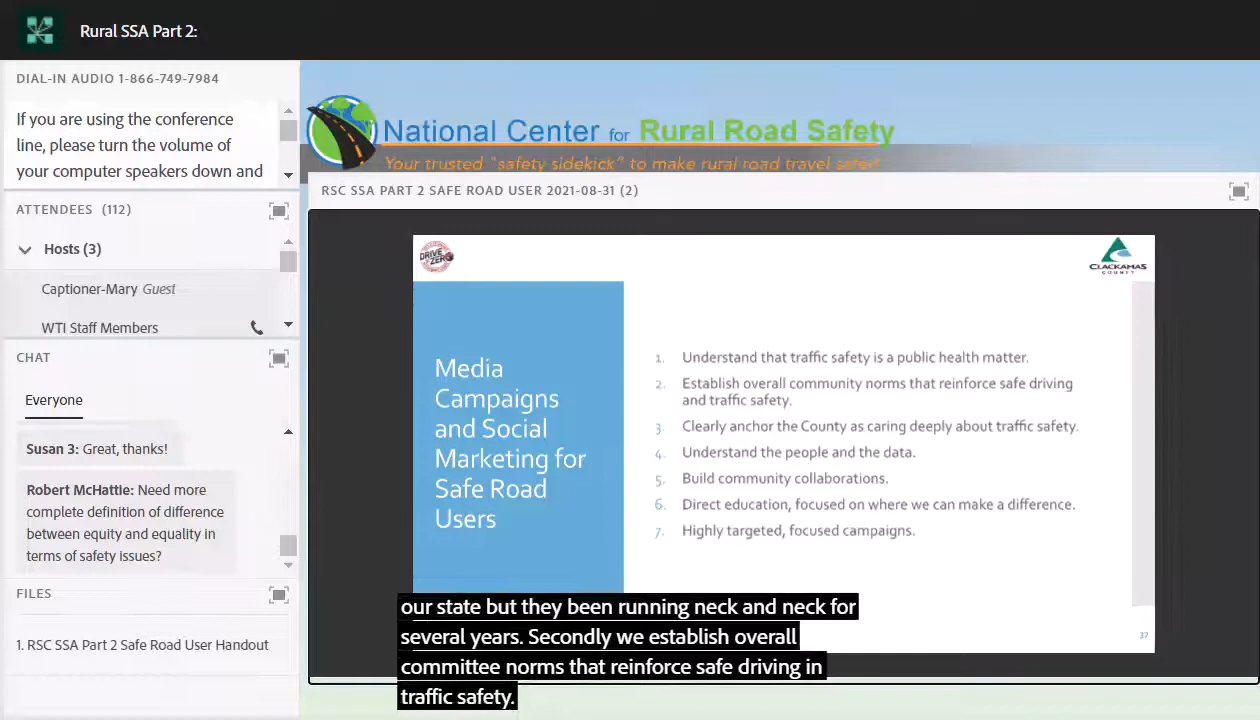 Rural SSA Part 2:
DIAL-IN AUDIO 1-866-749-7984
If you are using the conference
line, please turn the volume of
your computer speakers down and
ATTENDEES (112)
Hosts (3)
Captioner-Mary Guest
WTI Staff Members
CHAT
Everyone
Susan 3: Great, thanks!
Robert McHattie: Need more
complete definition of difference
between equity and equality in
terms of safety issues?
FILES
1. RSC SSA Part 2 Safe Road User Handout
National Center for Rural Road Safety
Your trusted "safety sidekick" to make rural road travel safer!
RSC SSA PART 2 SAFE ROAD USER 2021-08-31 (2)
DRIVE TO ZERO
CLACKAMAS
COUNTY
Media
Campaigns
and Social
Marketing for
Safe Road
Users
1. Understand that traffic safety is a public health matter.
2. Establish overall community norms that reinforce safe driving
and traffic safety.
3. Clearly anchor the County as caring deeply about traffic safety.
4. Understand the people and the data.
5. Build community collaborations.
6. Direct education, focused on where we can make a difference.
7. Highly targeted, focused campaigns.
37
our state but they been running neck and neck for
several years. Secondly we establish overall
committee norms that reinforce safe driving in
traffic safety.